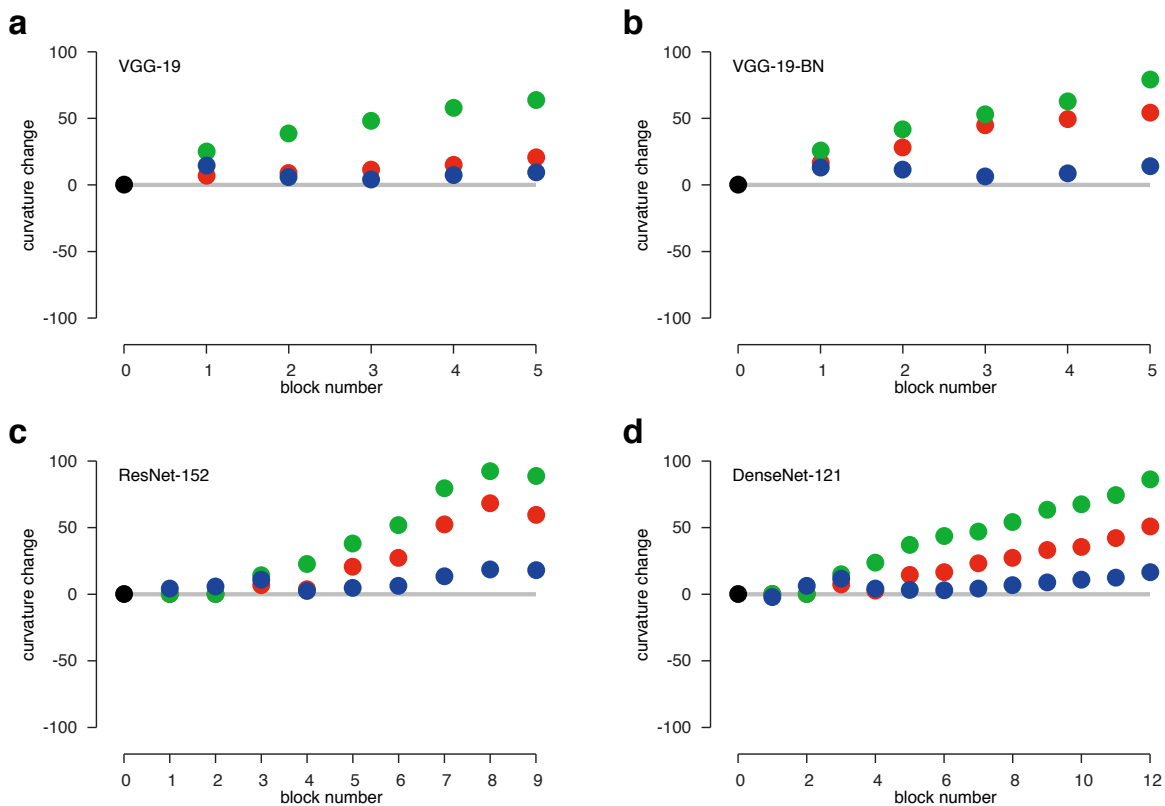 a
VGG-19
curvature change
100
50
0
-50
-100
0 1 2 3 4 5
block number
b
VGG-19-BN
curvature change
100
50
0
-50
-100
0 1 2 3 4 5
block number
c
ResNet-152
curvature change
100
50
0
-50
-100
0 1 2 3 4 5 6 7 8 9
block number
d
DenseNet-121
curvature change
100
50
0
-50
-100
0 2 4 6 8 10 12
block number